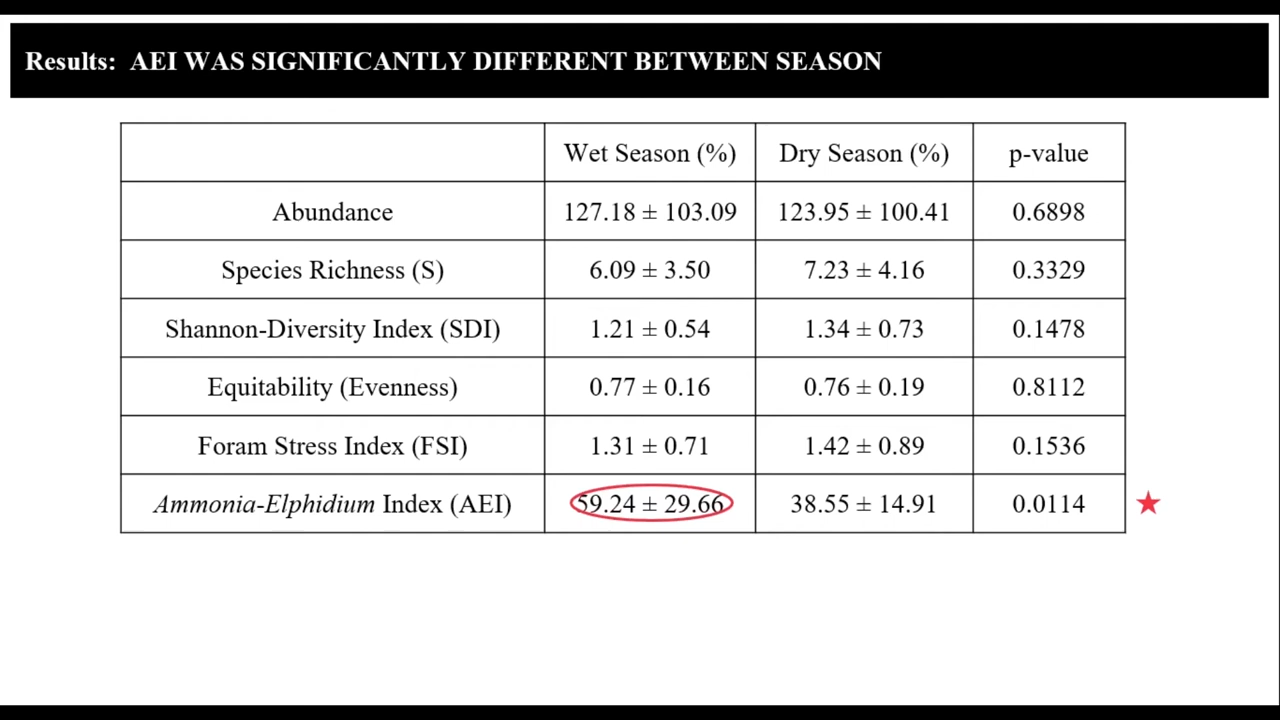 Results: AEI WAS SIGNIFICANTLY DIFFERENT BETWEEN SEASON
Wet Season (%) Dry Season (%) p-value
Abundance 127.18 ± 103.09 123.95 ± 100.41 0.6898
Species Richness (S) 6.09 ± 3.50 7.23 ± 4.16 0.3329
Shannon-Diversity Index (SDI) 1.21 ± 0.54 1.34 ± 0.73 0.1478
Equitability (Evenness) 0.77 ± 0.16 0.76 ± 0.19 0.8112
Foram Stress Index (FSI) 1.31 ± 0.71 1.42 ± 0.89 0.1536
Ammonia-Elphidium Index (AEI) 59.24 ± 29.66 38.55 ± 14.91 0.0114